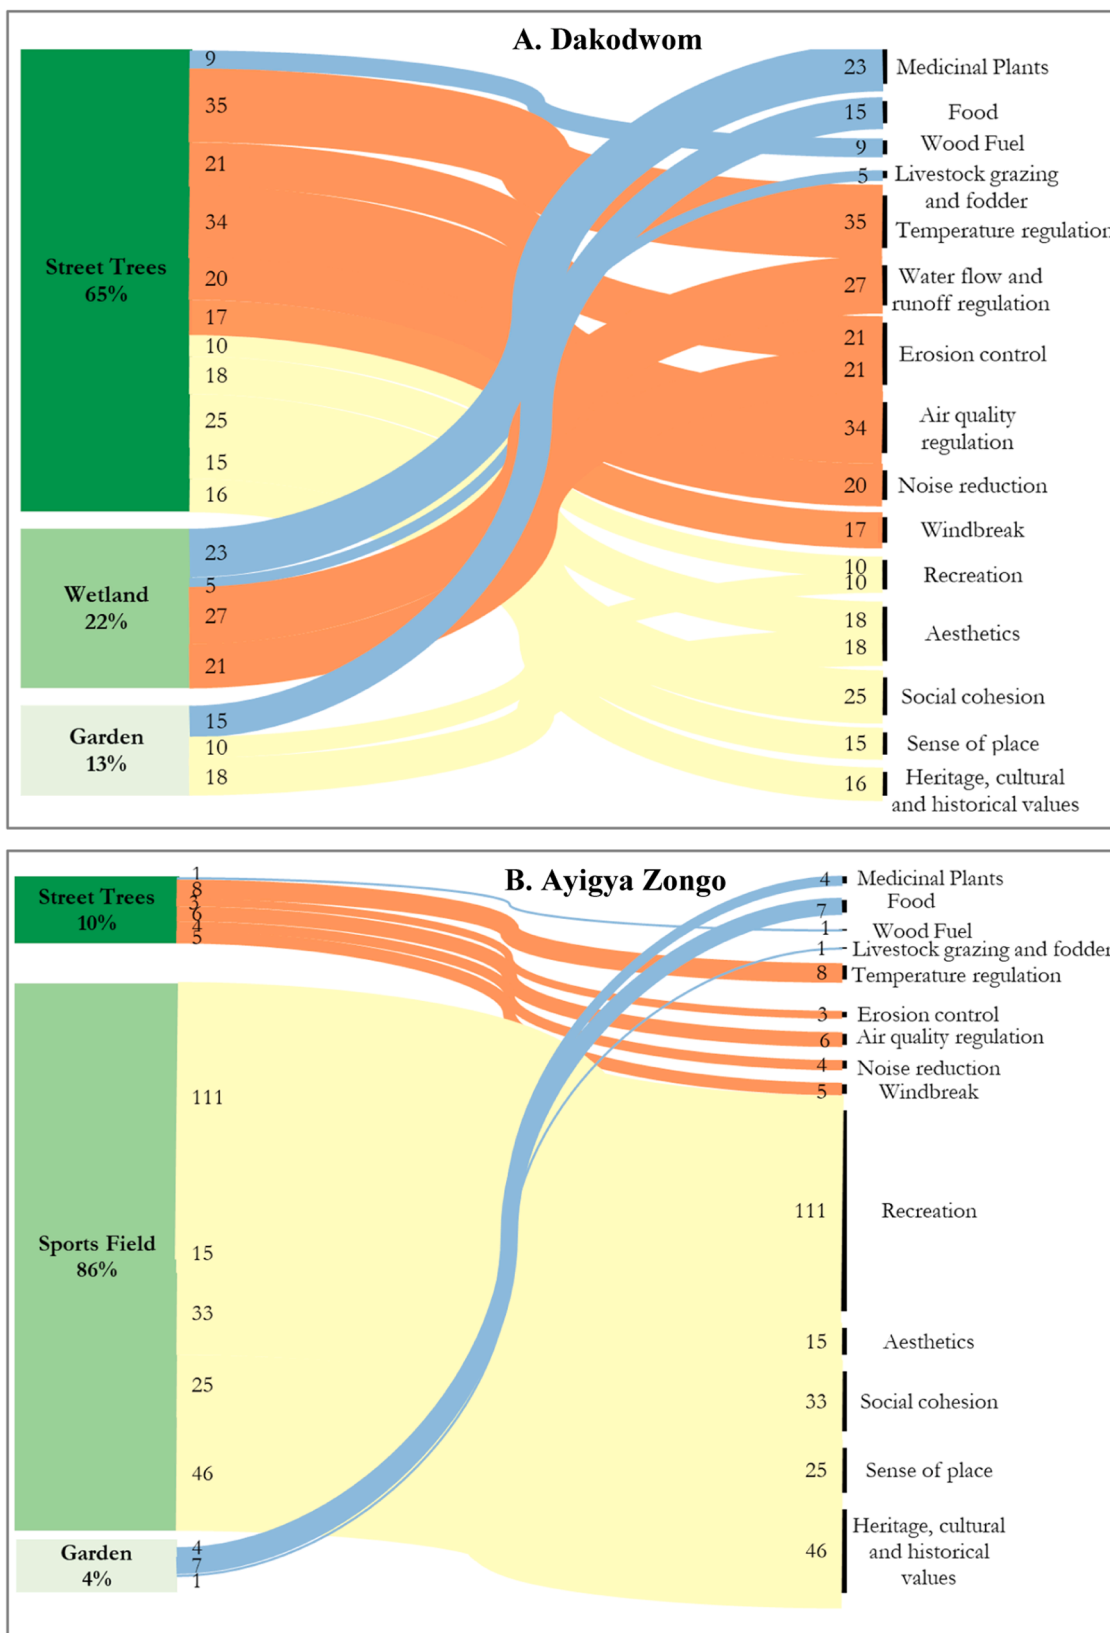 A. Dakodwom
Street Trees
65%
9
35
21
34
20
17
10
18
25
15
16
Wetland
22%
23
5
27
21
Garden
13%
15
10
18
23
Medicinal Plants
15
Food
9
Wood Fuel
5
Livestock grazing
and fodder
35
Temperature regulation
27
Water flow and
runoff regulation
21
21
Erosion control
34
Air quality
regulation
20
Noise reduction
17
Windbreak
10
10
Recreation
18
18
Aesthetics
25
Social cohesion
15
Sense of place
16
Heritage, cultural
and historical values
B. Ayigya Zongo
Street Trees
10%
1
8
3
6
4
5
Sports Field
86%
111
15
33
25
46
Garden
4%
4
7
1
4
Medicinal Plants
7
Food
1
Wood Fuel
1
Livestock grazing and fodder
8
Temperature regulation
3
Erosion control
6
Air quality regulation
4
Noise reduction
5
Windbreak
111
Recreation
15
Aesthetics
33
Social cohesion
25
Sense of place
46
Heritage, cultural
and historical
values